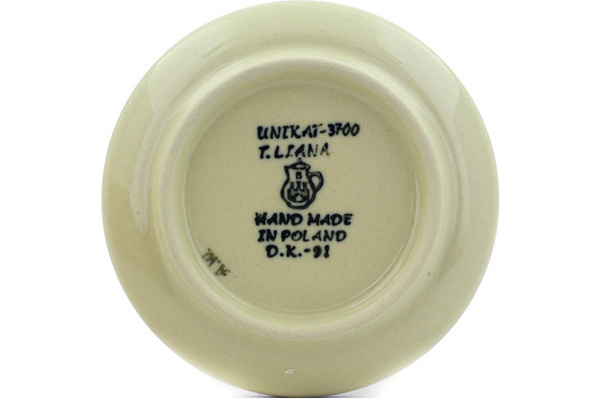 UNIKAT-3700
T.LIANA
B
HAND MADE
IN POLAND
D.K.-91